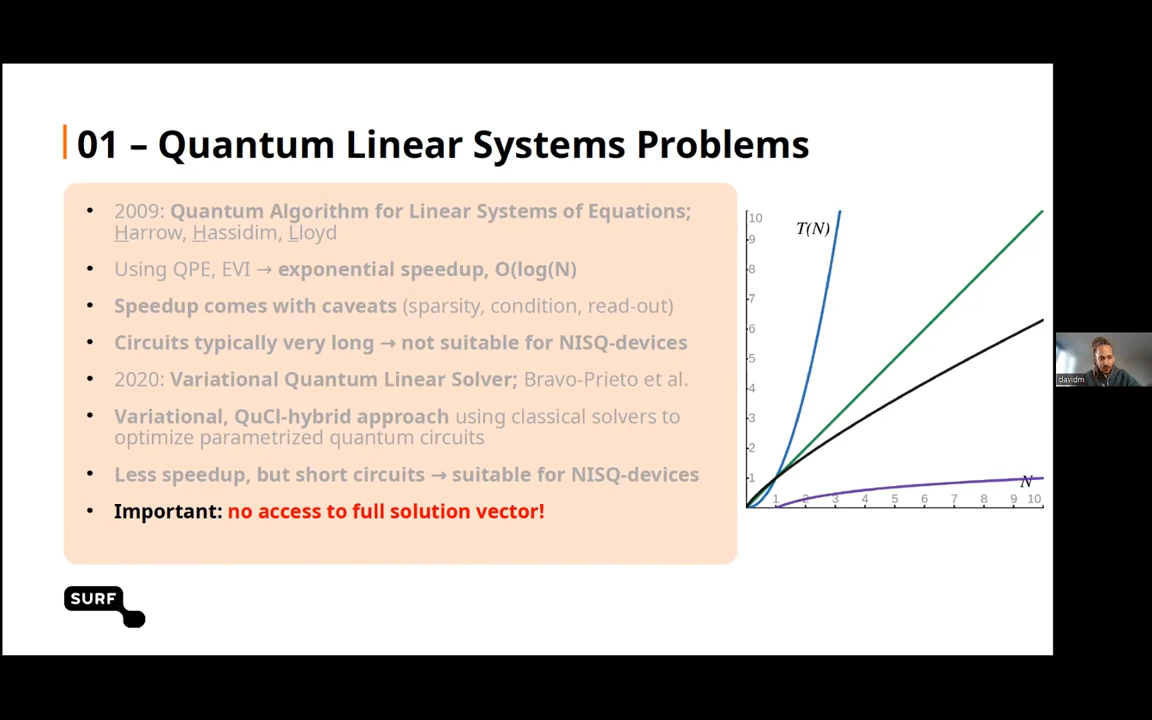 01 – Quantum Linear Systems Problems
• 2009: Quantum Algorithm for Linear Systems of Equations;
Harrow, Hassidim, Lloyd
• Using QPE, EVI → exponential speedup, O(log(N)
• Speedup comes with caveats (sparsity, condition, read-out)
• Circuits typically very long → not suitable for NISQ-devices
• 2020: Variational Quantum Linear Solver; Bravo-Prieto et al.
• Variational, QuCl-hybrid approach using classical solvers to
optimize parametrized quantum circuits
• Less speedup, but short circuits → suitable for NISQ-devices
• Important: no access to full solution vector!
T(N)
10
9
8
7
6
5
4
3
2
1
N
1 2 3 4 5 6 7 8 9 10
davidm
SURF